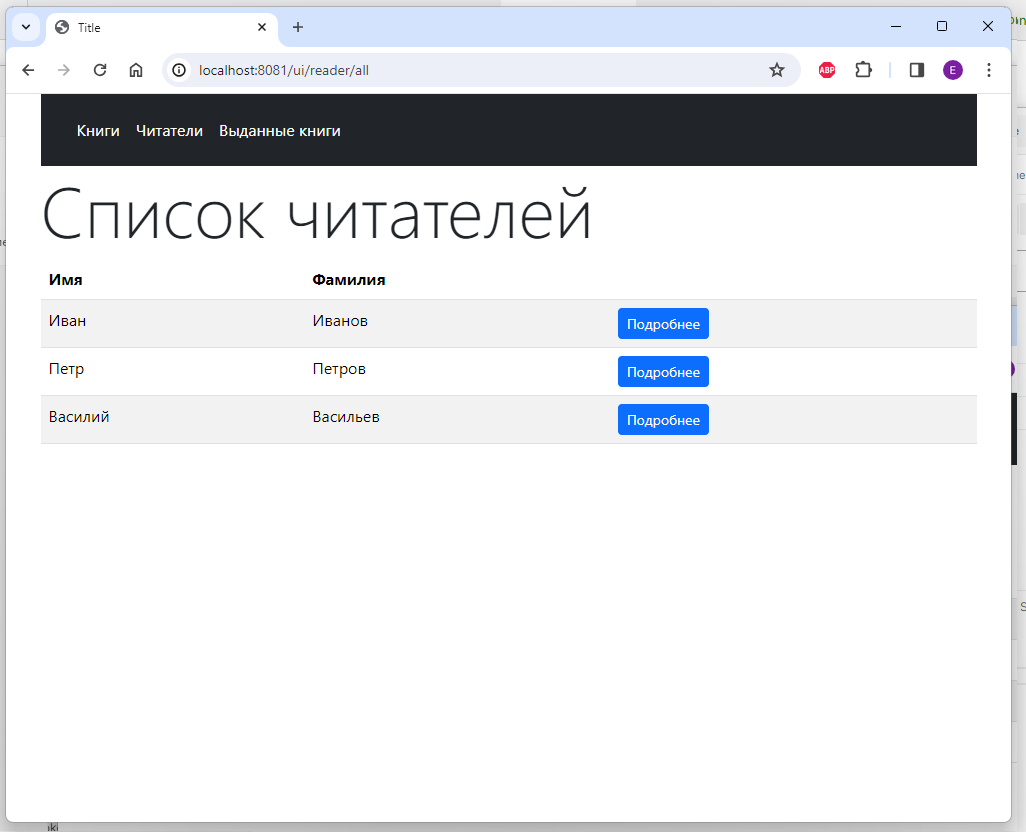 Title
localhost:8081/ui/reader/all
ABP
E
Книги Читатели Выданные книги
Список читателей
Имя Фамилия
Иван Иванов Подробнее
Петр Петров Подробнее
Василий Васильев Подробнее